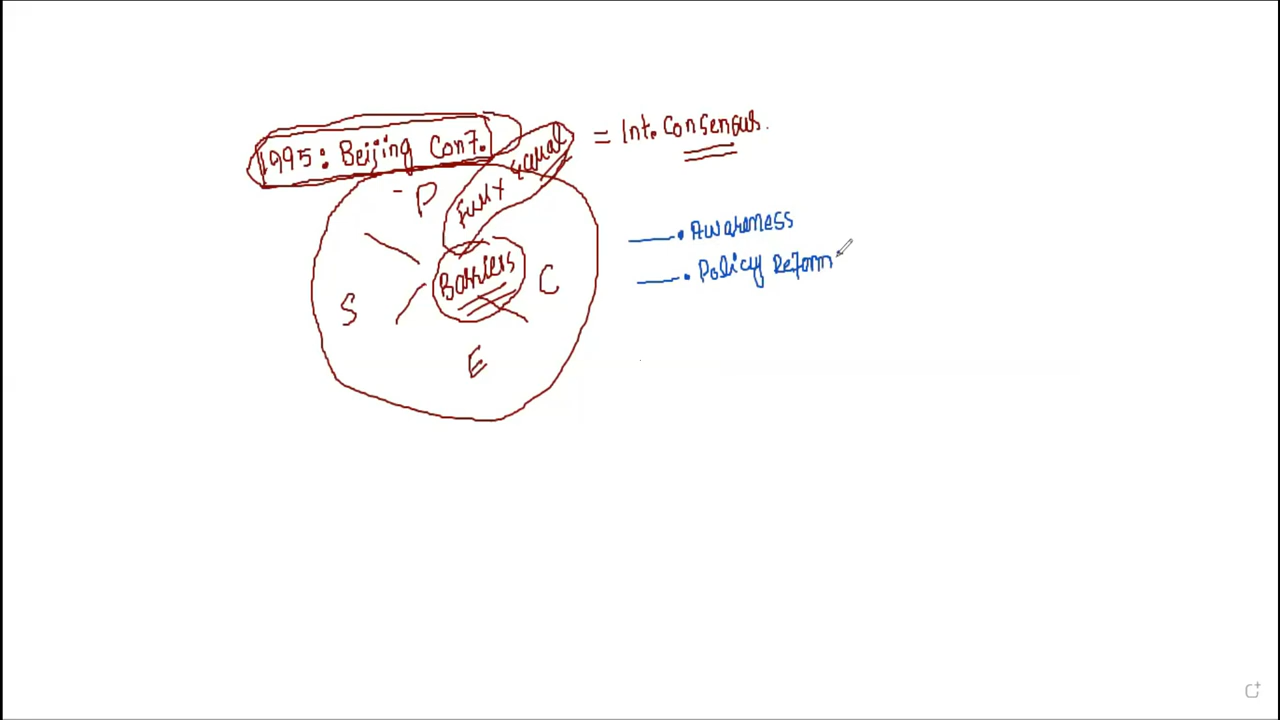 1995: Beijing Conf.
= Int. Consensus.
Full + Equal
P
Barriers
S
C
E
• Awareness
• Policy Reform